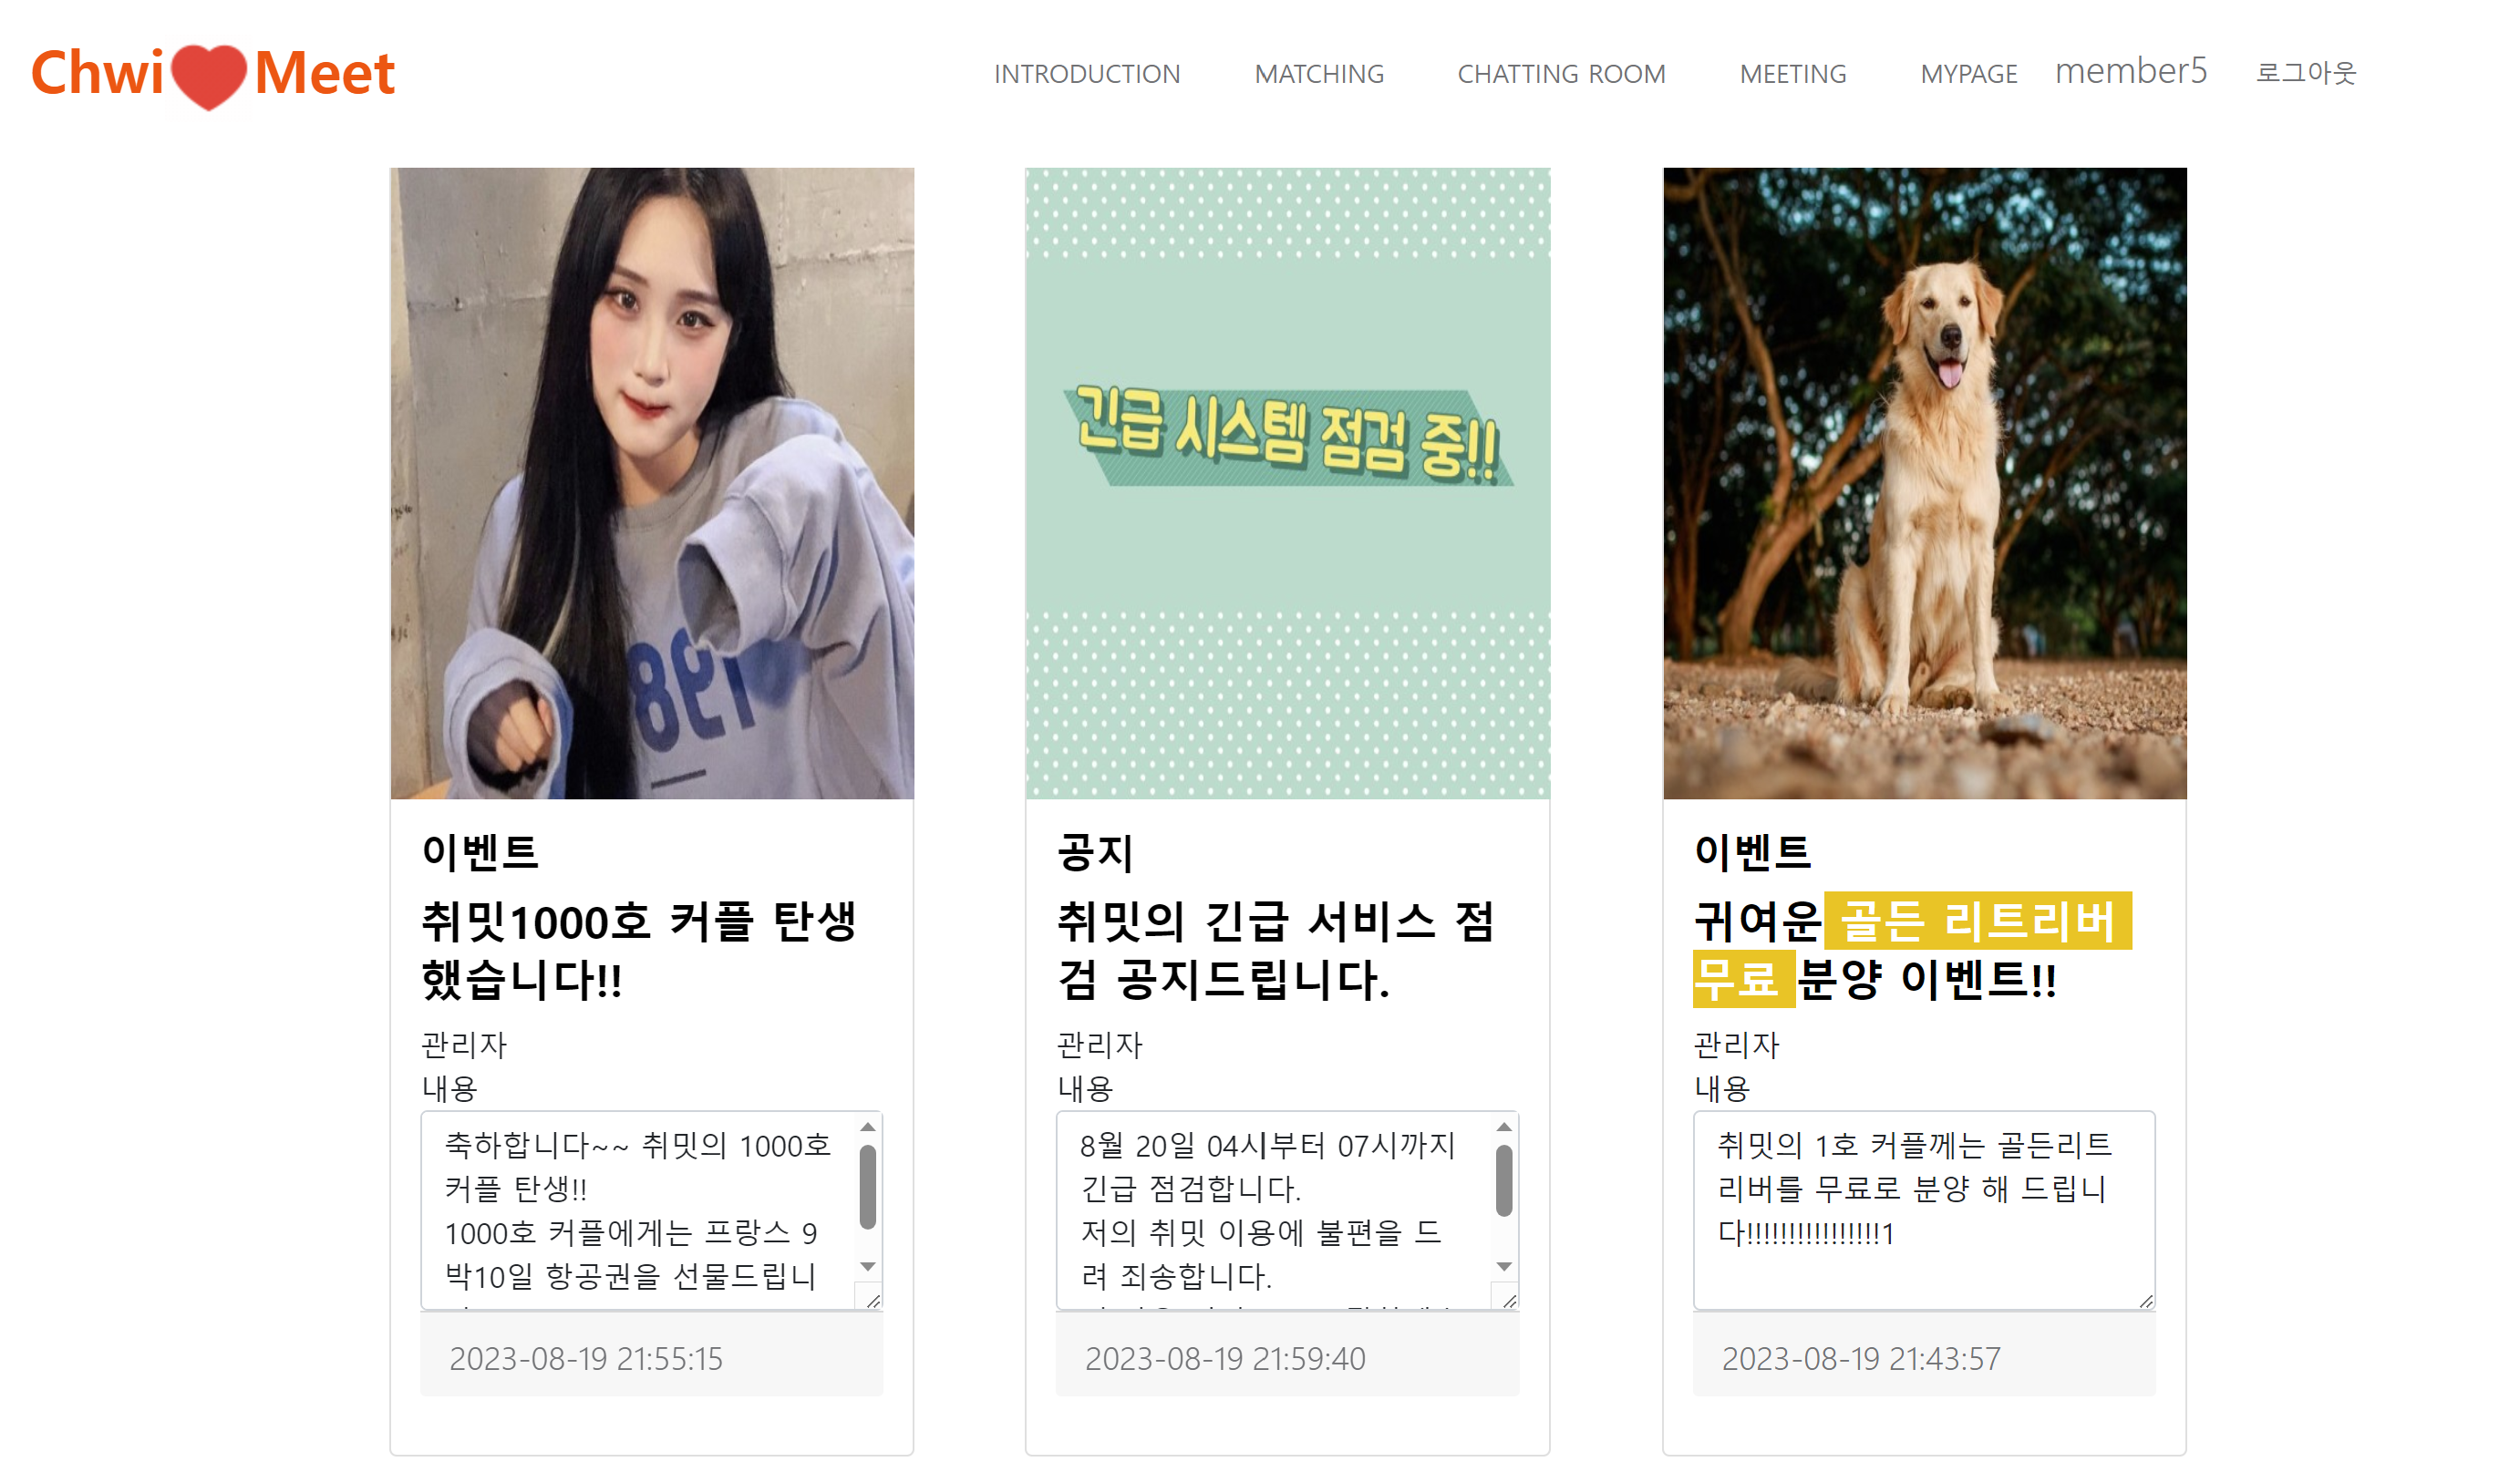 Chwi Meet
INTRODUCTION MATCHING CHATTING ROOM MEETING MYPAGE member5 로그아웃
198
긴급 시스템 점검 중!!
이벤트
취밋1000호 커플 탄생
했습니다!!
관리자
내용
축하합니다~~ 취밋의 1000호
커플 탄생!!
1000호 커플에게는 프랑스 9
박10일 항공권을 선물드립니
2023-08-19 21:55:15
공지
취밋의 긴급 서비스 점
검 공지드립니다.
관리자
내용
8월 20일 04시부터 07시까지
긴급 점검합니다.
저의 취밋 이용에 불편을 드
려 죄송합니다.
2023-08-19 21:59:40
이벤트
귀여운 골든 리트리버
무료 분양 이벤트!!
관리자
내용
취밋의 1호 커플께는 골든리트
리버를 무료로 분양 해 드립니
다!!!!!!!!!!!!!!!!1
2023-08-19 21:43:57